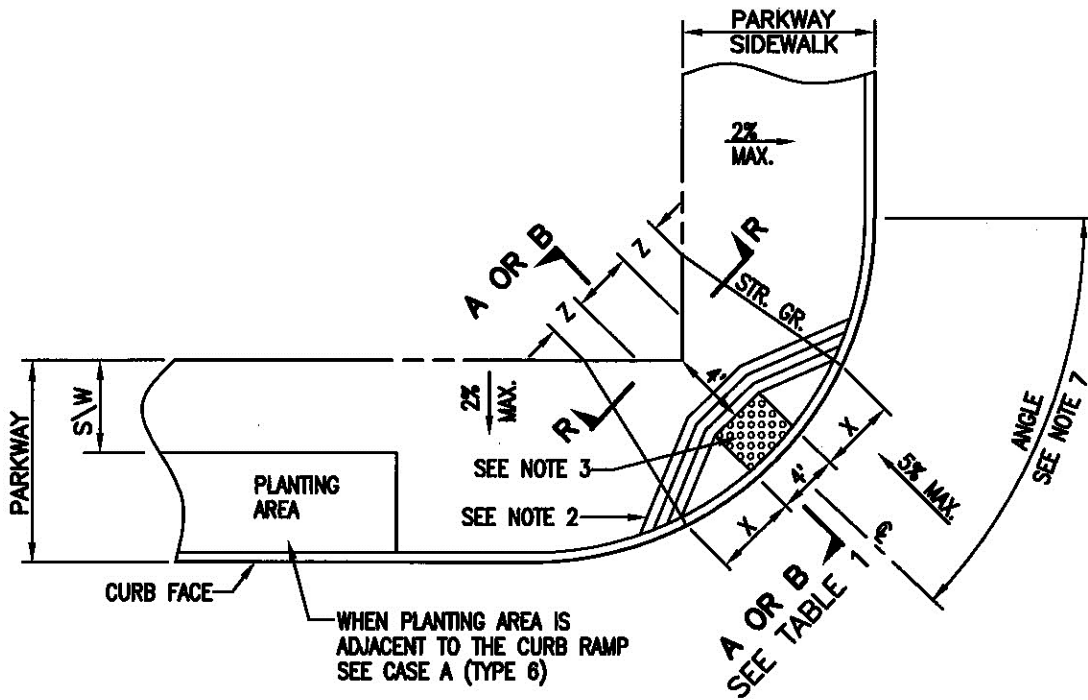 PARKWAY
SIDEWALK
2%
MAX.
R
A OR B
Z
Z
STR. GR.
4'
R
2%
MAX.
S\W
PARKWAY
PLANTING
AREA
SEE NOTE 3
SEE NOTE 2
X
4'
X
5% MAX.
℄
ANGLE
SEE NOTE 7
A OR B
SEE TABLE 1
CURB FACE
WHEN PLANTING AREA IS
ADJACENT TO THE CURB RAMP
SEE CASE A (TYPE 6)